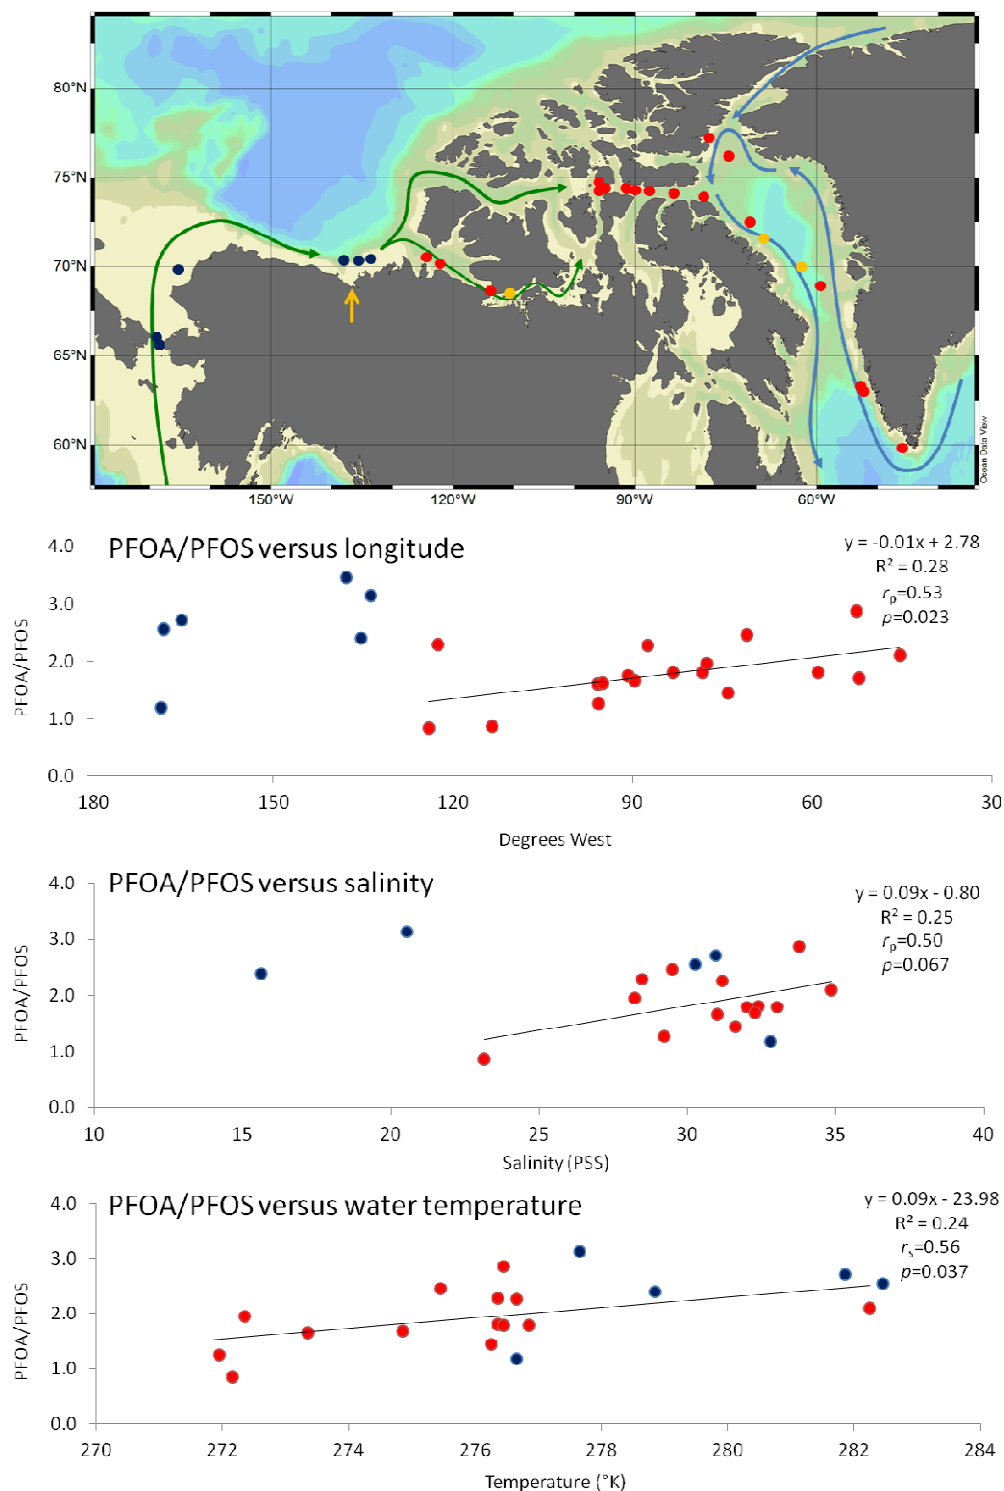 80°N
75°N
70°N
65°N
60°N
150°W
120°W
90°W
60°W
Ocean Data View
PFOA/PFOS versus longitude
y = -0.01x + 2.78
R² = 0.28
rp=0.53
p=0.023
PFOA/PFOS
4.0
3.0
2.0
1.0
0.0
180
150
120
90
60
30
Degrees West
PFOA/PFOS versus salinity
y = 0.09x - 0.80
R² = 0.25
rp=0.50
p=0.067
PFOA/PFOS
4.0
3.0
2.0
1.0
0.0
10
15
20
25
30
35
40
Salinity (PSS)
PFOA/PFOS versus water temperature
y = 0.09x - 23.98
R² = 0.24
rs=0.56
p=0.037
PFOA/PFOS
4.0
3.0
2.0
1.0
0.0
270
272
274
276
278
280
282
284
Temperature (°K)